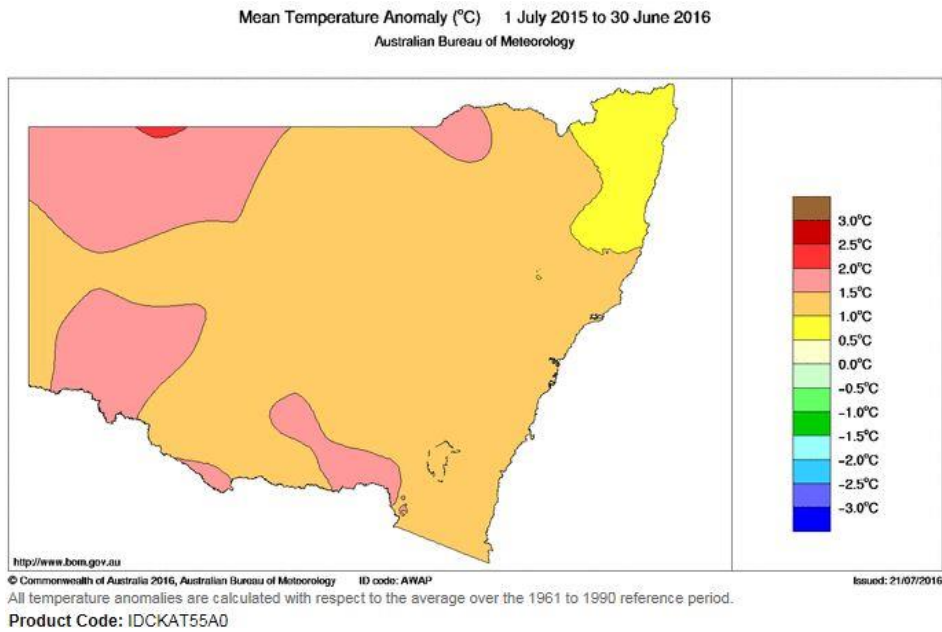 Mean Temperature Anomaly (°C)    1 July 2015 to 30 June 2016
Australian Bureau of Meteorology
3.0°C
2.5°C
2.0°C
1.5°C
1.0°C
0.5°C
0.0°C
-0.5°C
-1.0°C
-1.5°C
-2.0°C
-2.5°C
-3.0°C
http://www.bom.gov.au
© Commonwealth of Australia 2016, Australian Bureau of Meteorology    ID code: AWAP    Issued: 21/07/2016
All temperature anomalies are calculated with respect to the average over the 1961 to 1990 reference period.
Product Code: IDCKAT55A0